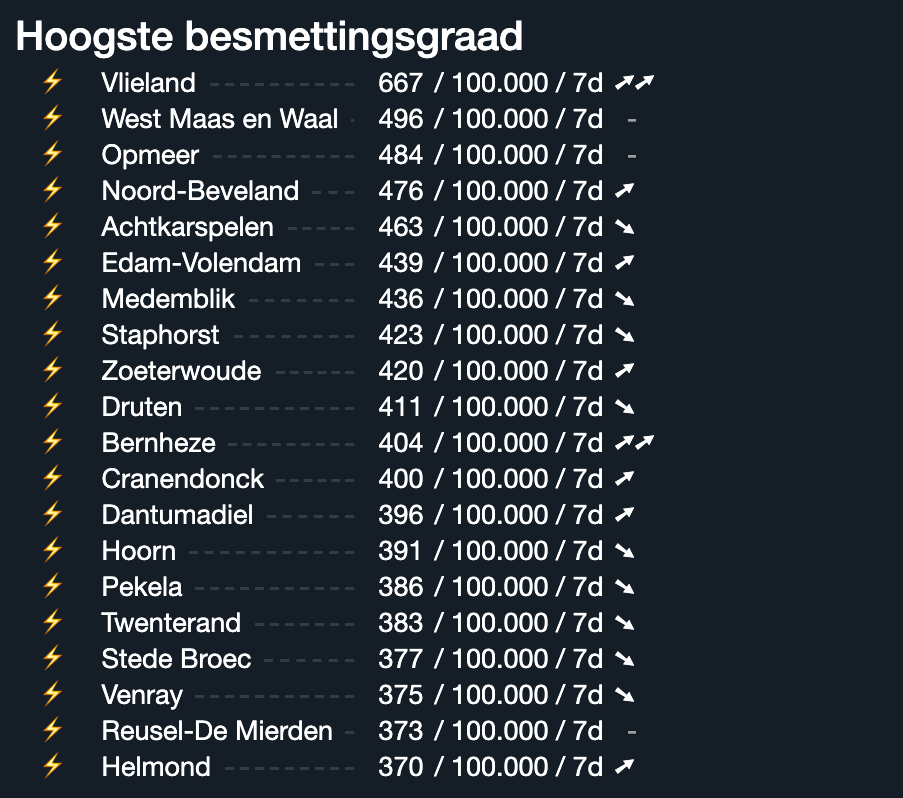 Hoogste besmettingsgraad
⚡ Vlieland 667 / 100.000 / 7d ➚➚
⚡ West Maas en Waal 496 / 100.000 / 7d -
⚡ Opmeer 484 / 100.000 / 7d -
⚡ Noord-Beveland 476 / 100.000 / 7d ➚
⚡ Achtkarspelen 463 / 100.000 / 7d ➘
⚡ Edam-Volendam 439 / 100.000 / 7d ➚
⚡ Medemblik 436 / 100.000 / 7d ➘
⚡ Staphorst 423 / 100.000 / 7d ➘
⚡ Zoeterwoude 420 / 100.000 / 7d ➚
⚡ Druten 411 / 100.000 / 7d ➘
⚡ Bernheze 404 / 100.000 / 7d ➚➚
⚡ Cranendonck 400 / 100.000 / 7d ➚
⚡ Dantumadiel 396 / 100.000 / 7d ➚
⚡ Hoorn 391 / 100.000 / 7d ➘
⚡ Pekela 386 / 100.000 / 7d ➘
⚡ Twenterand 383 / 100.000 / 7d ➘
⚡ Stede Broec 377 / 100.000 / 7d ➘
⚡ Venray 375 / 100.000 / 7d ➘
⚡ Reusel-De Mierden 373 / 100.000 / 7d -
⚡ Helmond 370 / 100.000 / 7d ➚